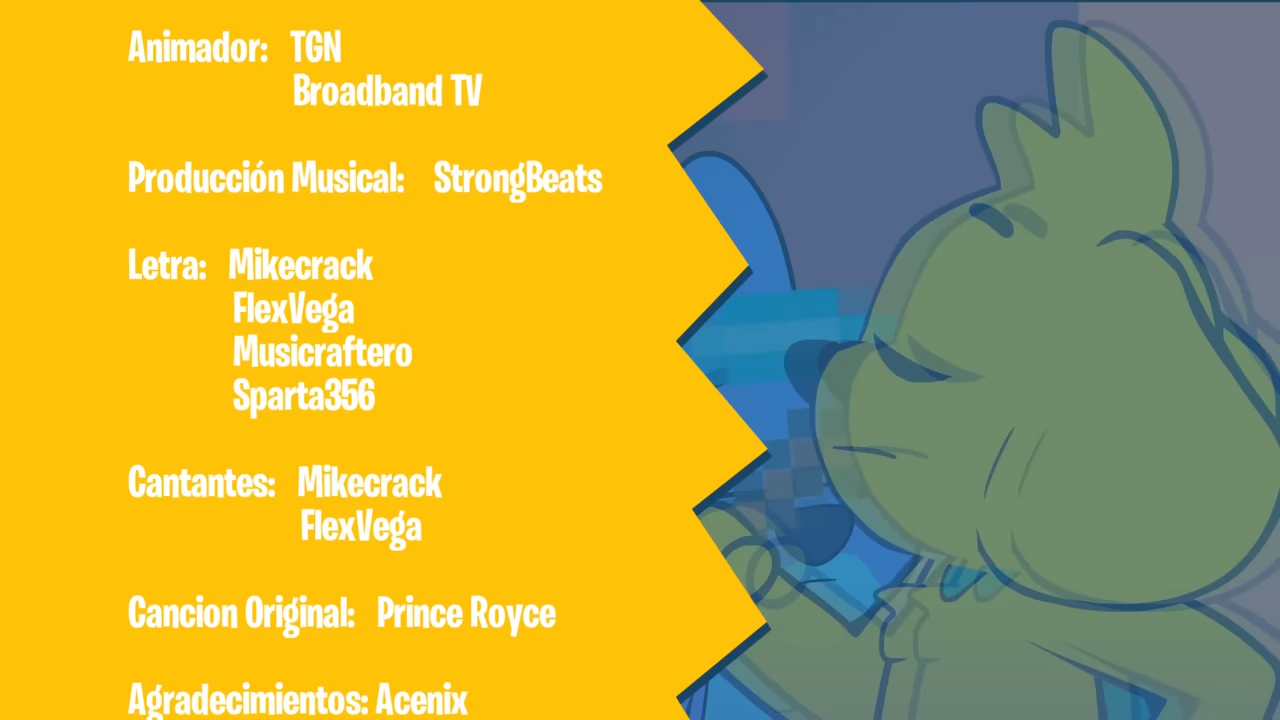 Animador: TGN
Broadband TV
Producción Musical: StrongBeats
Letra: Mikecrack
FlexVega
Musicraftero
Sparta356
Cantantes: Mikecrack
FlexVega
Cancion Original: Prince Royce
Agradecimientos: Acenix